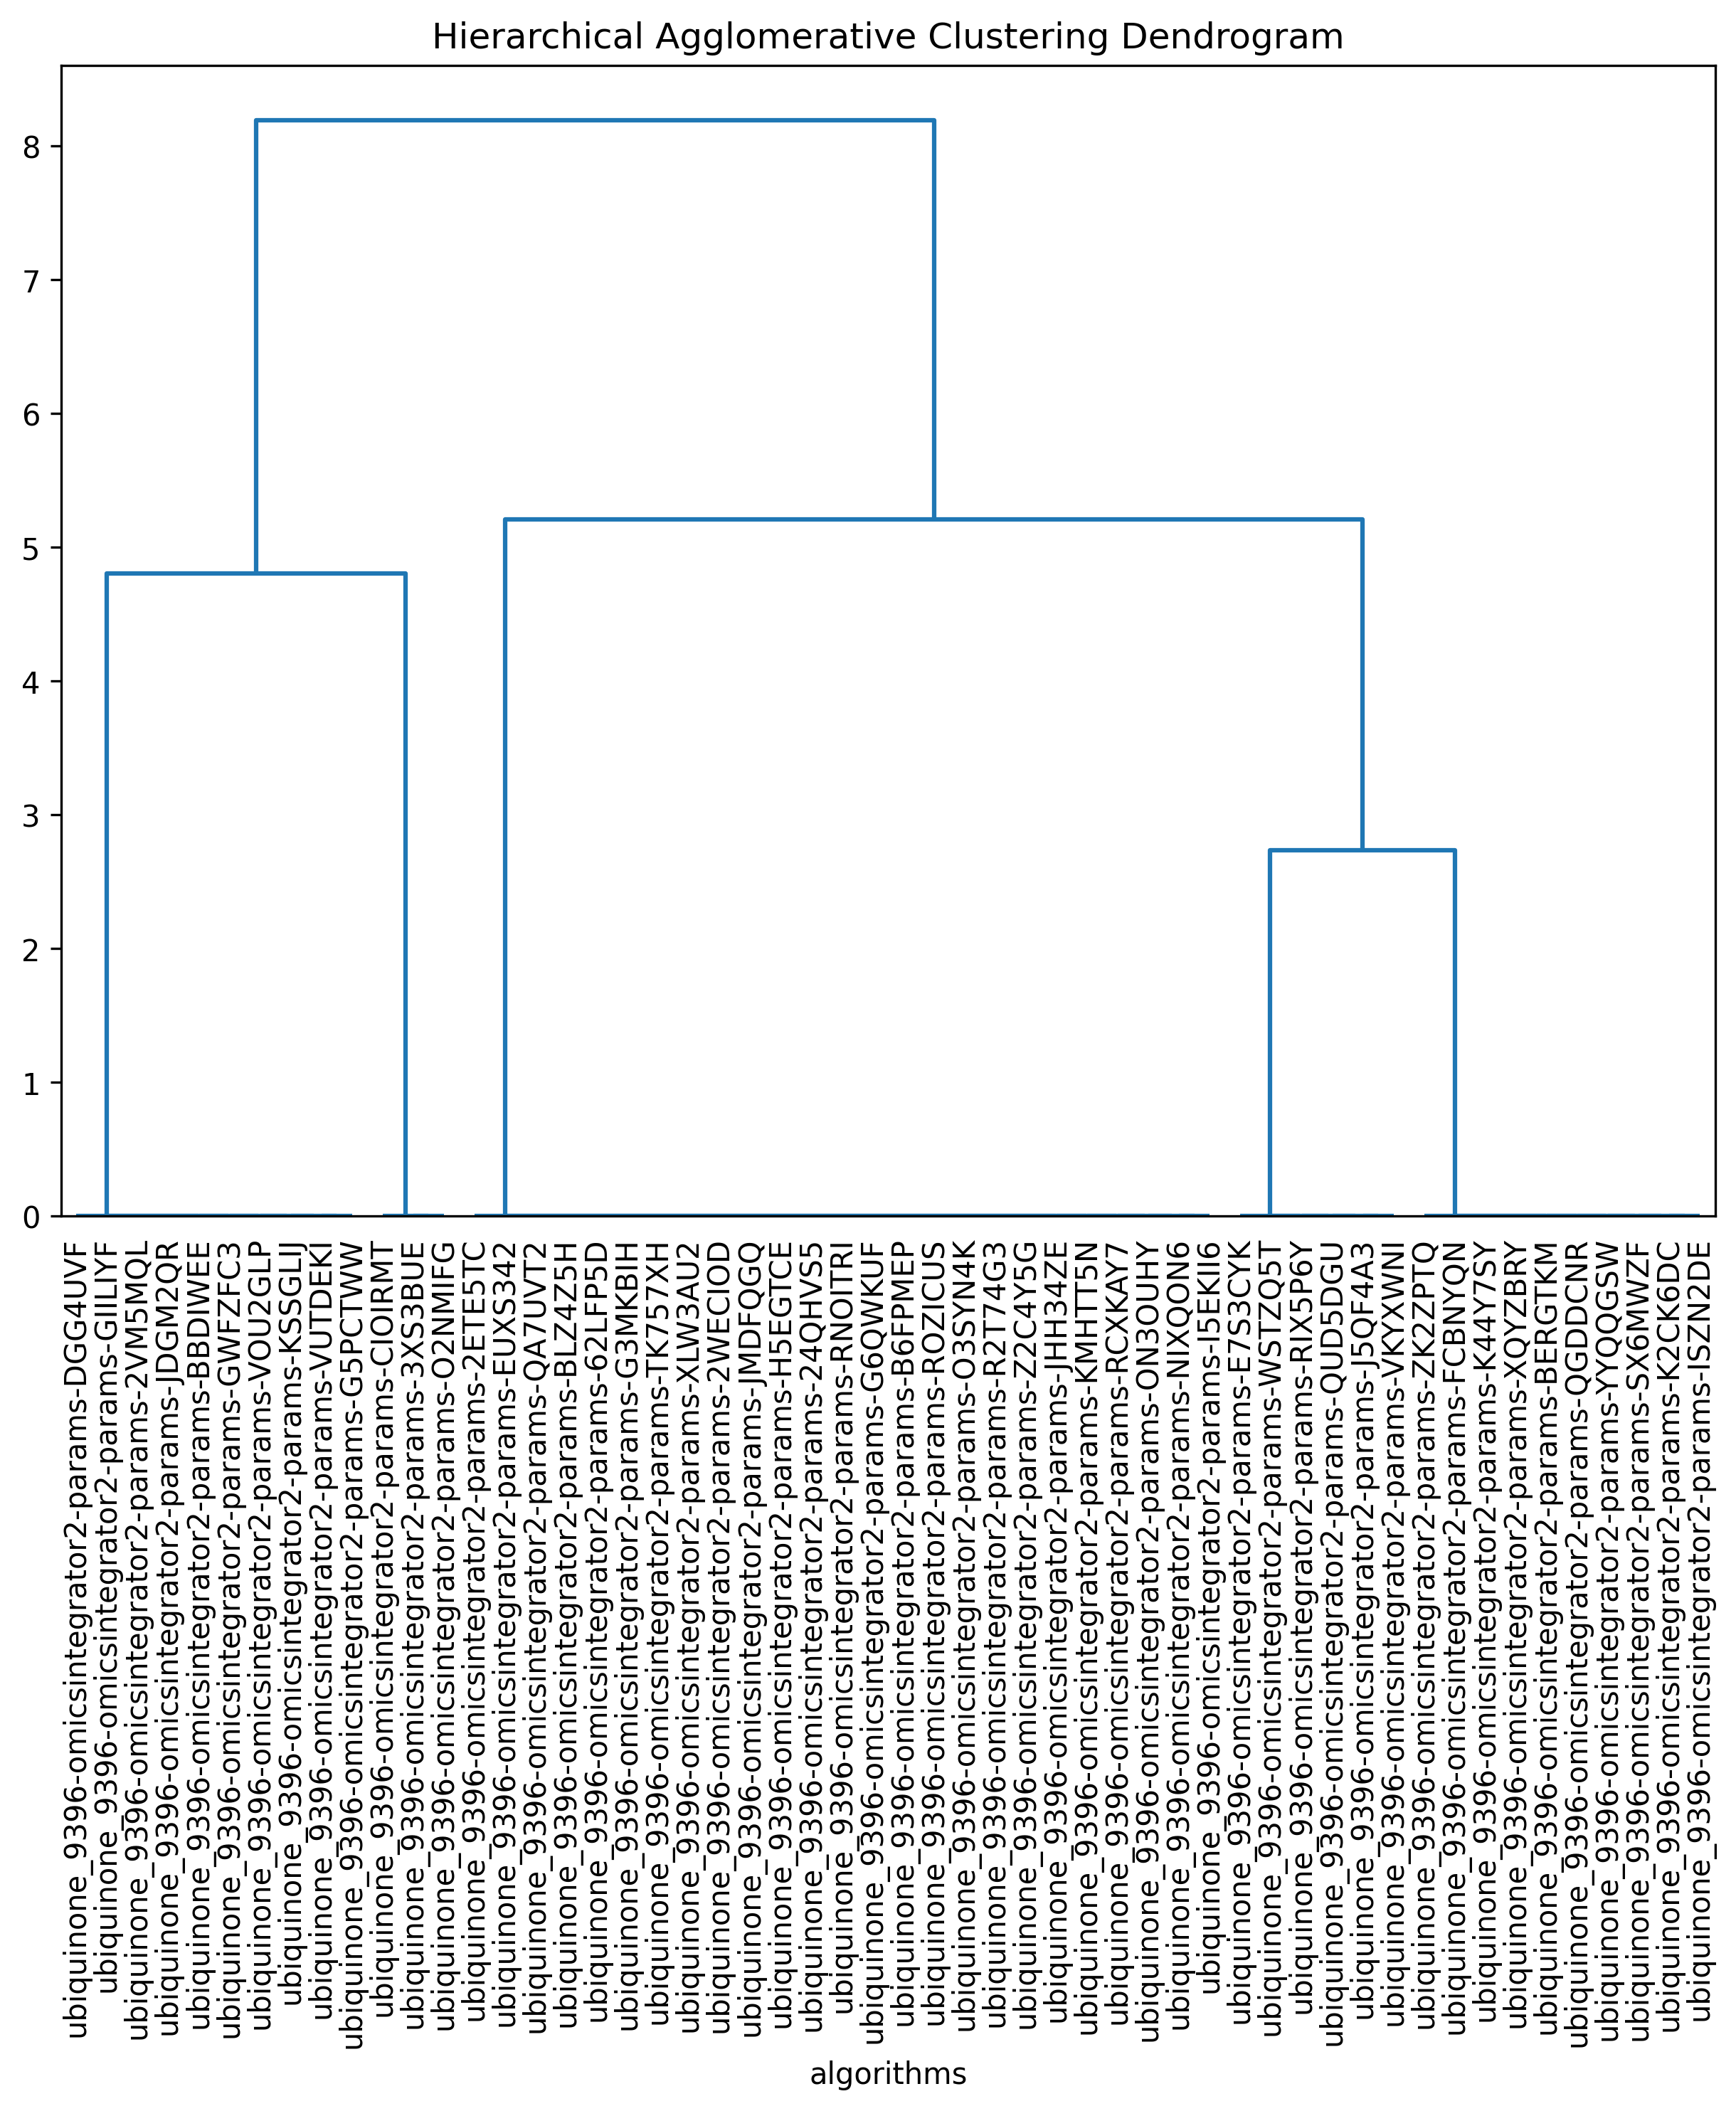 Hierarchical Agglomerative Clustering Dendrogram
8
7
6
5
4
3
2
1
0
ubiquinone_9396-omicsintegrator2-params-DGG4UVF
ubiquinone_9396-omicsintegrator2-params-GIILIYF
ubiquinone_9396-omicsintegrator2-params-2VM5MQL
ubiquinone_9396-omicsintegrator2-params-JDGM2QR
ubiquinone_9396-omicsintegrator2-params-BBDIWEE
ubiquinone_9396-omicsintegrator2-params-GWFZFC3
ubiquinone_9396-omicsintegrator2-params-VOU2GLP
ubiquinone_9396-omicsintegrator2-params-KSSGLIJ
ubiquinone_9396-omicsintegrator2-params-VUTDEKI
ubiquinone_9396-omicsintegrator2-params-G5PCTWW
ubiquinone_9396-omicsintegrator2-params-CIOIRMT
ubiquinone_9396-omicsintegrator2-params-3XS3BUE
ubiquinone_9396-omicsintegrator2-params-O2NMIFG
ubiquinone_9396-omicsintegrator2-params-2ETE5TC
ubiquinone_9396-omicsintegrator2-params-EUXS342
ubiquinone_9396-omicsintegrator2-params-QA7UVT2
ubiquinone_9396-omicsintegrator2-params-BLZ4Z5H
ubiquinone_9396-omicsintegrator2-params-62LFP5D
ubiquinone_9396-omicsintegrator2-params-G3MKBIH
ubiquinone_9396-omicsintegrator2-params-TK757XH
ubiquinone_9396-omicsintegrator2-params-XLW3AU2
ubiquinone_9396-omicsintegrator2-params-2WECIOD
ubiquinone_9396-omicsintegrator2-params-JMDFQGQ
ubiquinone_9396-omicsintegrator2-params-H5EGTCE
ubiquinone_9396-omicsintegrator2-params-24QHVS5
ubiquinone_9396-omicsintegrator2-params-RNOITRI
ubiquinone_9396-omicsintegrator2-params-G6QWKUF
ubiquinone_9396-omicsintegrator2-params-B6FPMEP
ubiquinone_9396-omicsintegrator2-params-ROZICUS
ubiquinone_9396-omicsintegrator2-params-O3SYN4K
ubiquinone_9396-omicsintegrator2-params-R2T74G3
ubiquinone_9396-omicsintegrator2-params-Z2C4Y5G
ubiquinone_9396-omicsintegrator2-params-JHH34ZE
ubiquinone_9396-omicsintegrator2-params-KMHTT5N
ubiquinone_9396-omicsintegrator2-params-RCXKAY7
ubiquinone_9396-omicsintegrator2-params-ON3OUHY
ubiquinone_9396-omicsintegrator2-params-NIXQON6
ubiquinone_9396-omicsintegrator2-params-I5EKII6
ubiquinone_9396-omicsintegrator2-params-E7S3CYK
ubiquinone_9396-omicsintegrator2-params-WSTZQ5T
ubiquinone_9396-omicsintegrator2-params-RIX5P6Y
ubiquinone_9396-omicsintegrator2-params-QUD5DGU
ubiquinone_9396-omicsintegrator2-params-J5QF4A3
ubiquinone_9396-omicsintegrator2-params-VKYXWNI
ubiquinone_9396-omicsintegrator2-params-ZK2ZPTQ
ubiquinone_9396-omicsintegrator2-params-FCBNYQN
ubiquinone_9396-omicsintegrator2-params-K44Y7SY
ubiquinone_9396-omicsintegrator2-params-XQYZBRY
ubiquinone_9396-omicsintegrator2-params-BERGTKM
ubiquinone_9396-omicsintegrator2-params-QGDDCNR
ubiquinone_9396-omicsintegrator2-params-YYQQGSW
ubiquinone_9396-omicsintegrator2-params-SX6MWZF
ubiquinone_9396-omicsintegrator2-params-K2CK6DC
ubiquinone_9396-omicsintegrator2-params-ISZN2DE
algorithms